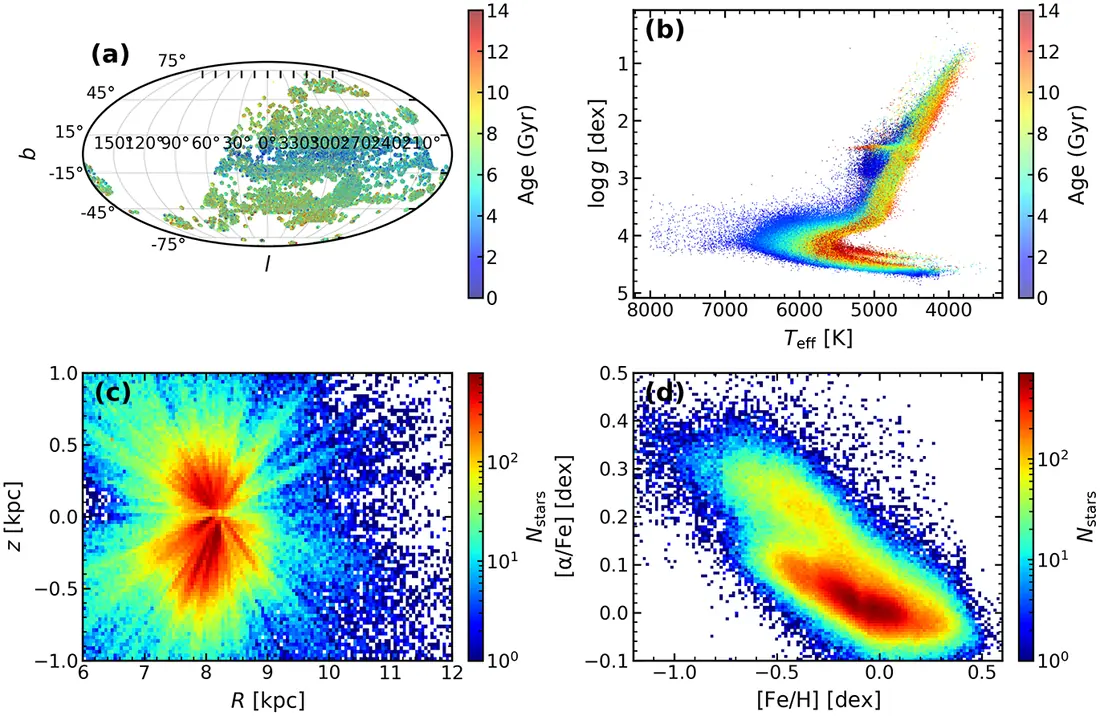 (a)
75°
45°
15°
-15°
-45°
-75°
150°120°90° 60° 30° 0° 330°300°270°240°210°
b
l
14
12
10
8
6
4
2
0
Age (Gyr)
(b)
1
2
3
4
5
log g [dex]
8000 7000 6000 5000 4000
Teff [K]
14
12
10
8
6
4
2
0
Age (Gyr)
(c)
1.0
0.5
0.0
−0.5
−1.0
z [kpc]
6 7 8 9 10 11 12
R [kpc]
10²
10¹
10⁰
Nstars
(d)
0.5
0.4
0.3
0.2
0.1
0.0
−0.1
[α/Fe] [dex]
−1.0 −0.5 0.0 0.5
[Fe/H] [dex]
10²
10¹
10⁰
Nstars